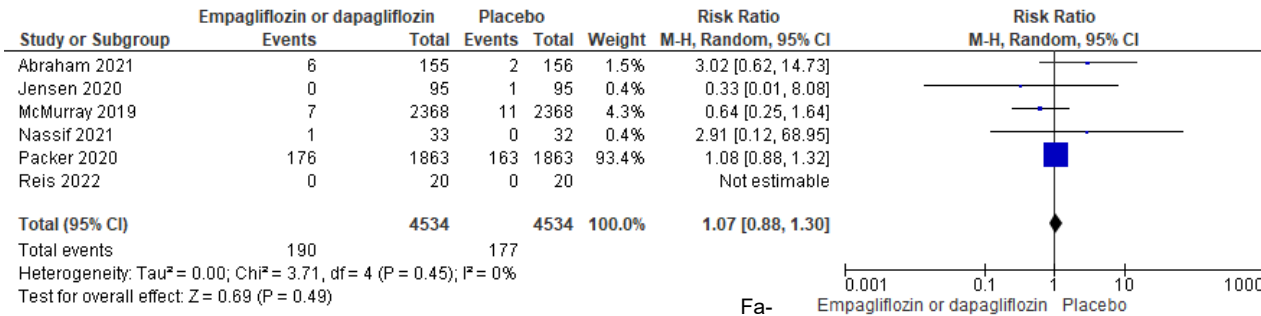 Empagliflozin or dapagliflozin Placebo Risk Ratio Risk Ratio
Study or Subgroup Events Total Events Total Weight M-H, Random, 95% CI M-H, Random, 95% CI
Abraham 2021 6 155 2 156 1.5% 3.02 [0.62, 14.73]
Jensen 2020 0 95 1 95 0.4% 0.33 [0.01, 8.08]
McMurray 2019 7 2368 11 2368 4.3% 0.64 [0.25, 1.64]
Nassif 2021 1 33 0 32 0.4% 2.91 [0.12, 68.95]
Packer 2020 176 1863 163 1863 93.4% 1.08 [0.88, 1.32]
Reis 2022 0 20 0 20 Not estimable
Total (95% CI) 4534 4534 100.0% 1.07 [0.88, 1.30]
Total events 190 177
Heterogeneity: Tau² = 0.00; Chi² = 3.71, df = 4 (P = 0.45); I² = 0%
Test for overall effect: Z = 0.69 (P = 0.49)
0.001 0.1 1 10 1000
Fa- Empagliflozin or dapagliflozin Placebo